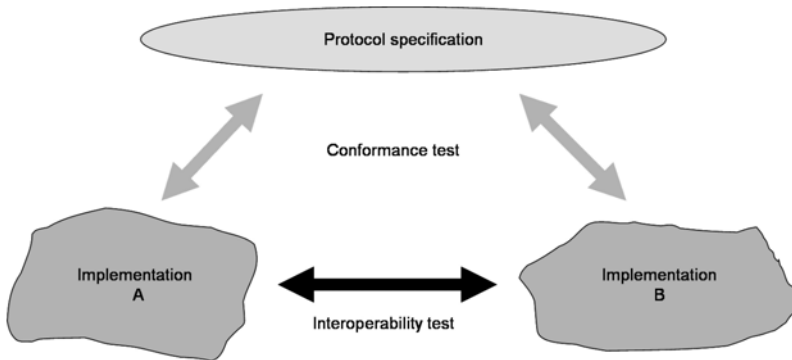 Protocol specification
Conformance test
Implementation
A
Implementation
B
Interoperability test